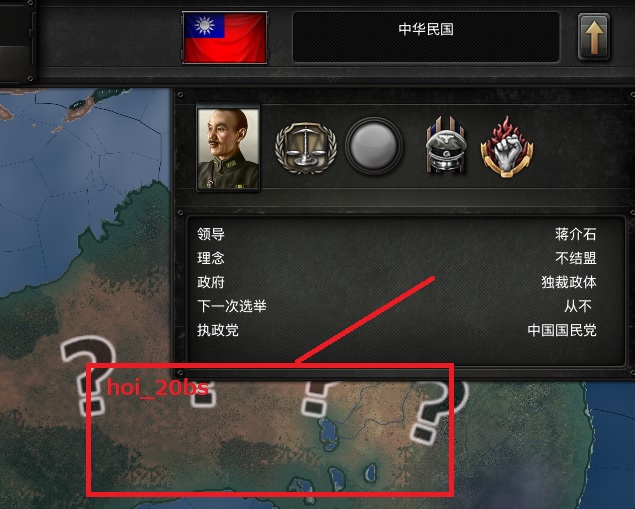 中华民国
领导 蒋介石
理念 不结盟
政府 独裁政体
下一次选举 从不
执政党 中国国民党
hoi_20bs
? ? ? ?